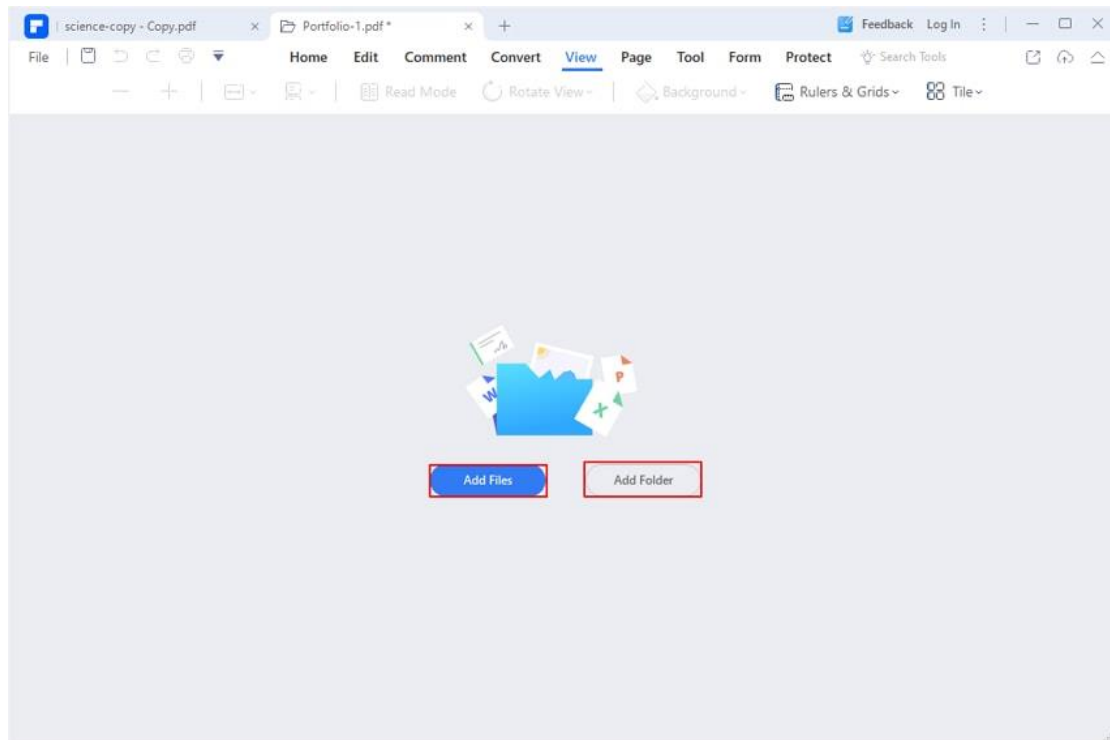 science-copy - Copy.pdf × Portfolio-1.pdf * × + Feedback Log In
File Home Edit Comment Convert View Page Tool Form Protect Search Tools
Read Mode Rotate View Background Rulers & Grids Tile
W P X
Add Files Add Folder